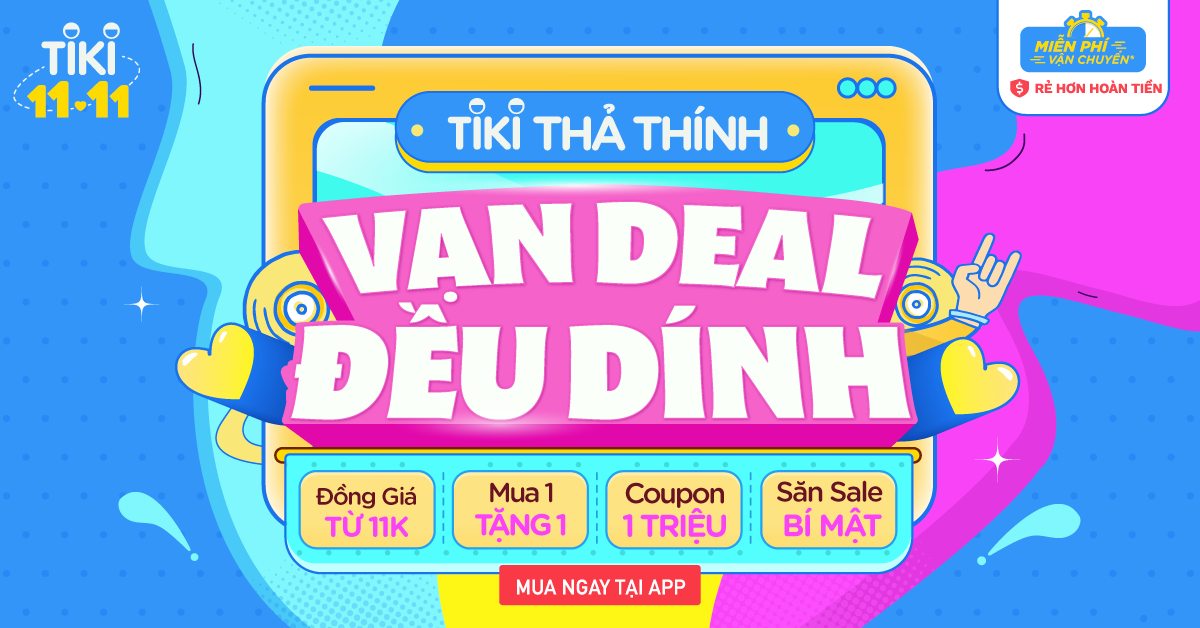 TIKI
11.11
MIỄN PHÍ
VẬN CHUYỂN*
$ RẺ HƠN HOÀN TIỀN
TIKI THẢ THÍNH
VẠN DEAL
ĐỀU DÍNH
Đồng Giá
TỪ 11K
Mua 1
TẶNG 1
Coupon
1 TRIỆU
Săn Sale
BÍ MẬT
MUA NGAY TẠI APP